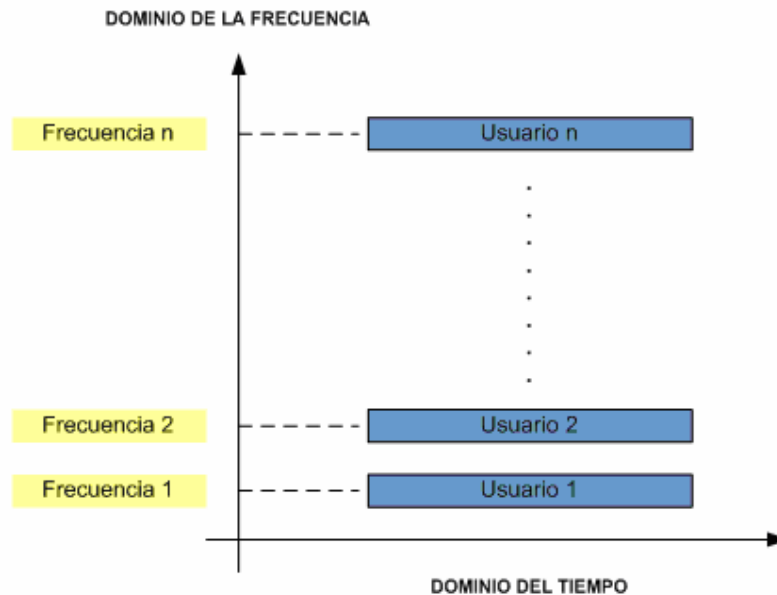 DOMINIO DE LA FRECUENCIA
Frecuencia n
Usuario n
Frecuencia 2
Usuario 2
Frecuencia 1
Usuario 1
DOMINIO DEL TIEMPO